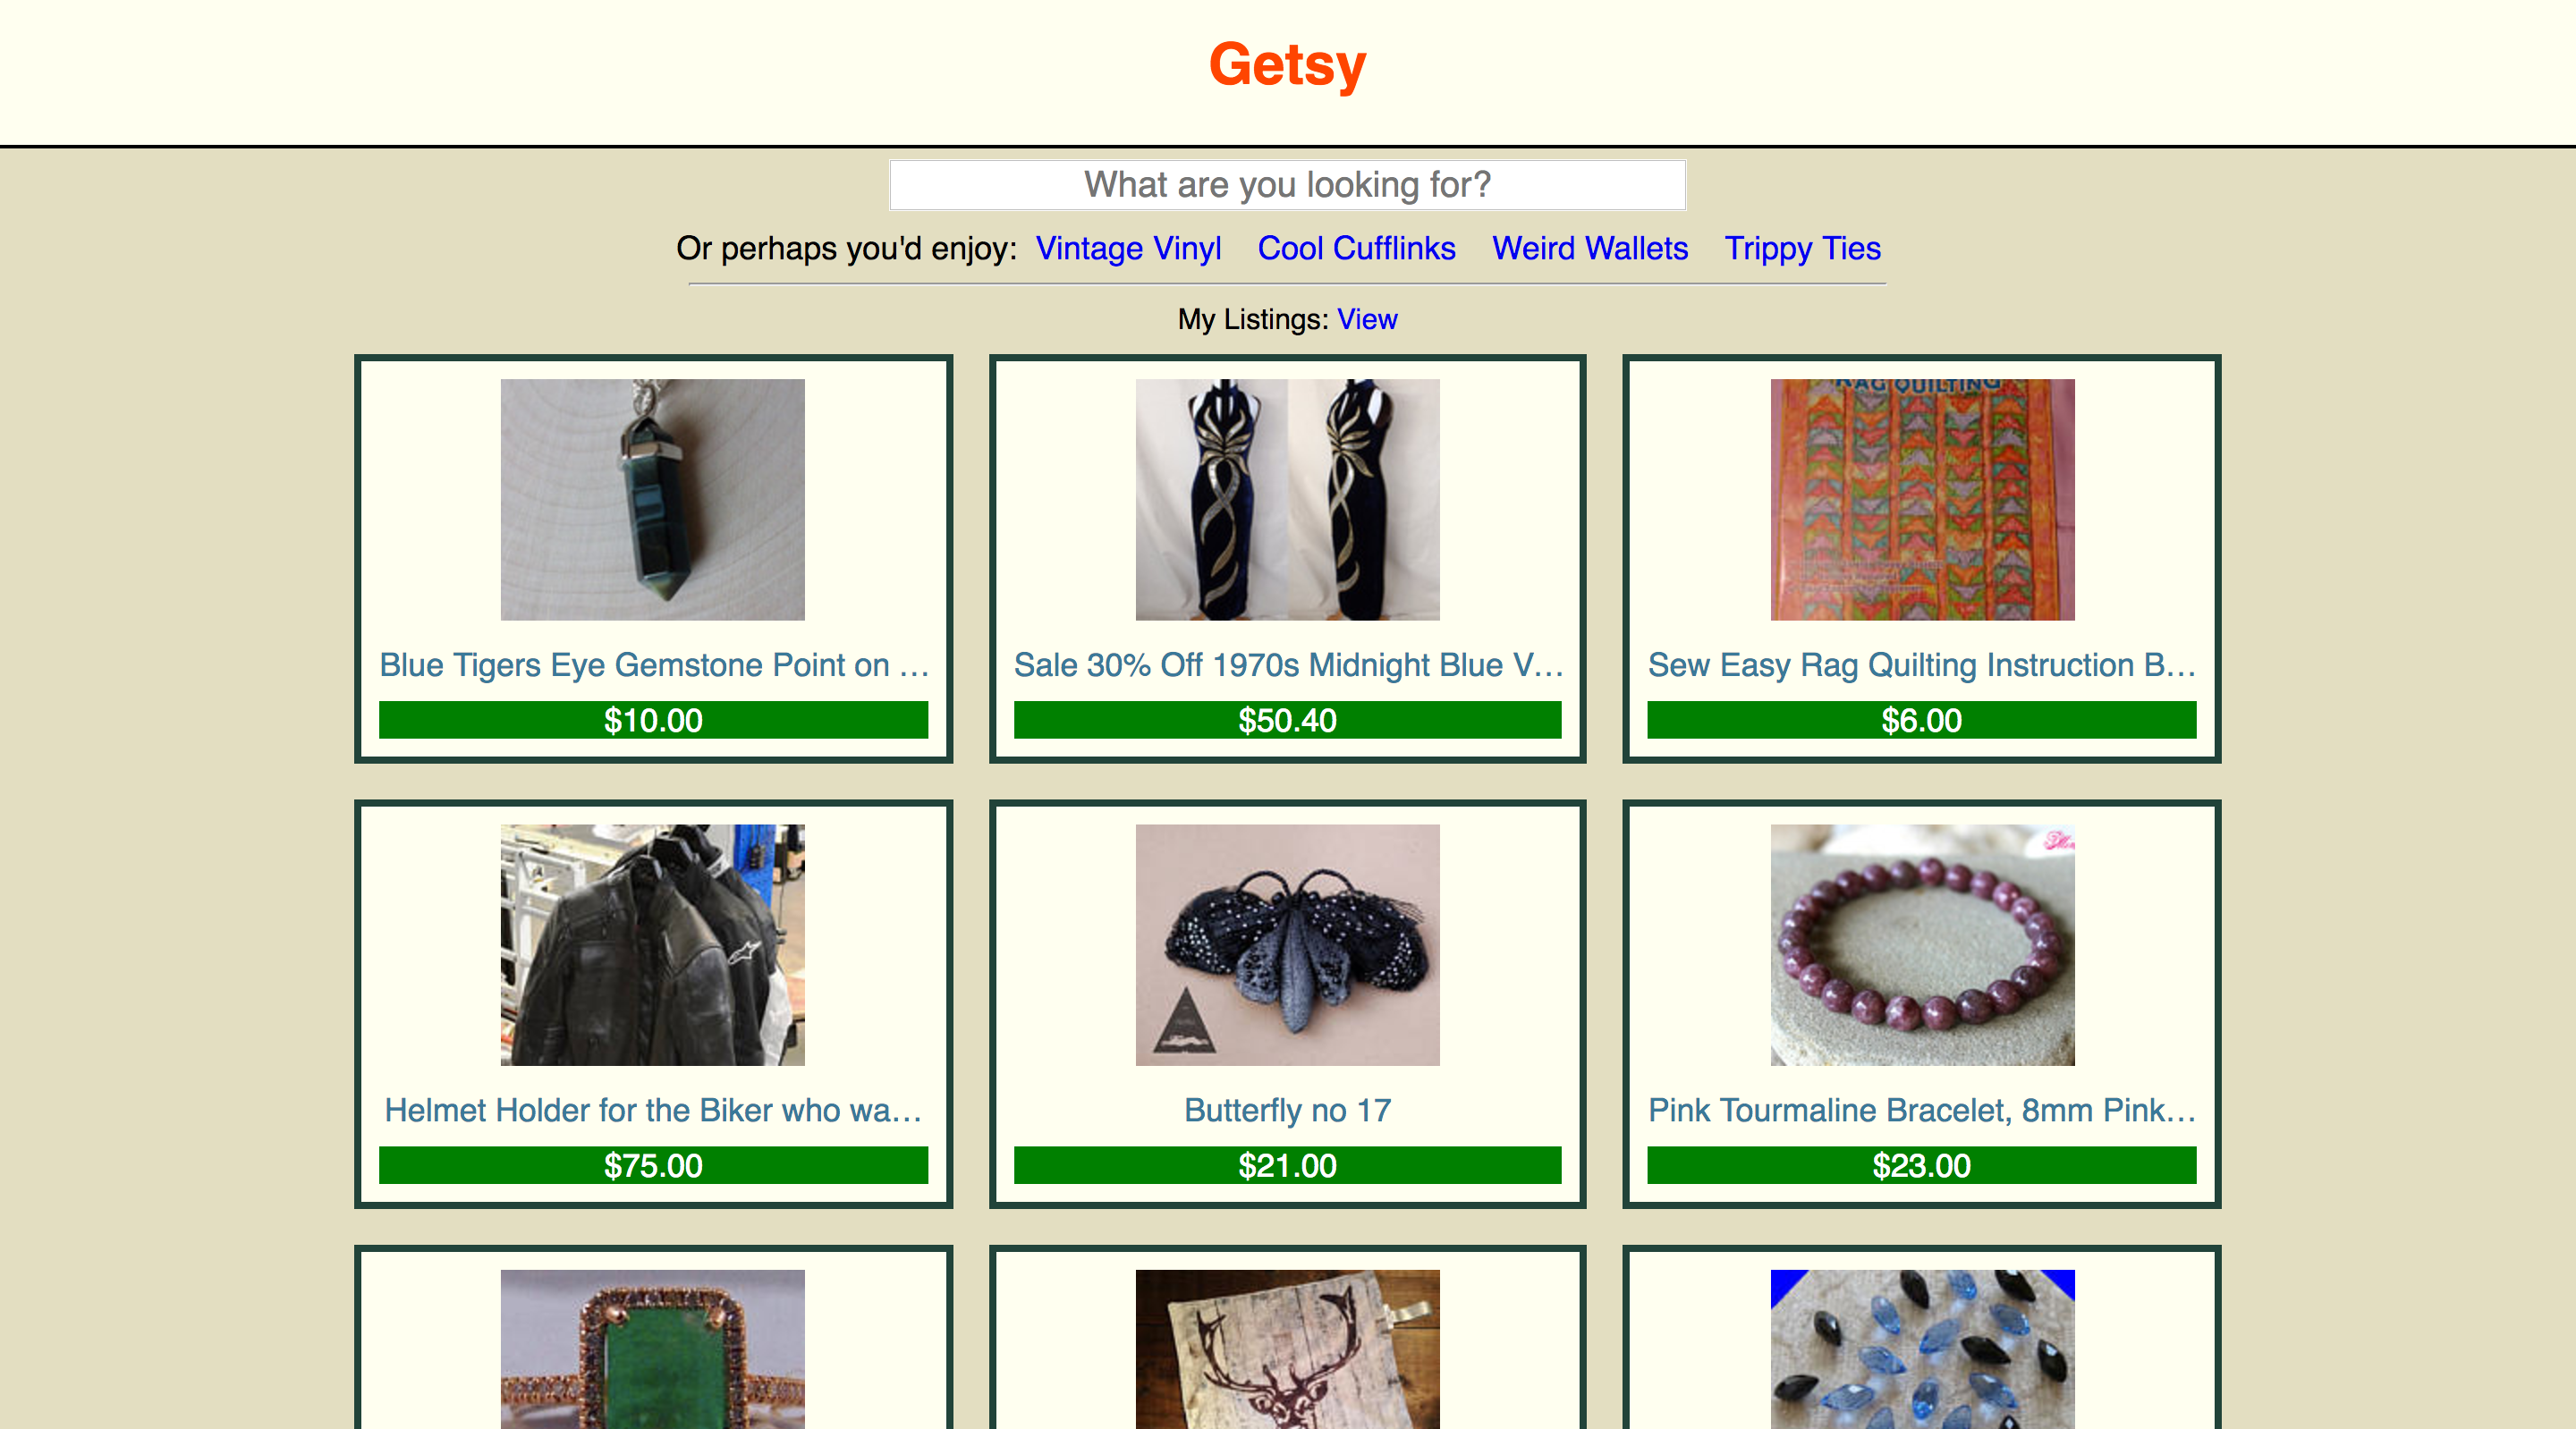 Getsy
What are you looking for?
Or perhaps you'd enjoy: Vintage Vinyl Cool Cufflinks Weird Wallets Trippy Ties
My Listings: View
RAG QUILTING
Blue Tigers Eye Gemstone Point on ...
Sale 30% Off 1970s Midnight Blue V...
Sew Easy Rag Quilting Instruction B...
$10.00
$50.40
$6.00
Helmet Holder for the Biker who wa...
Butterfly no 17
Pink Tourmaline Bracelet, 8mm Pink...
$75.00
$21.00
$23.00